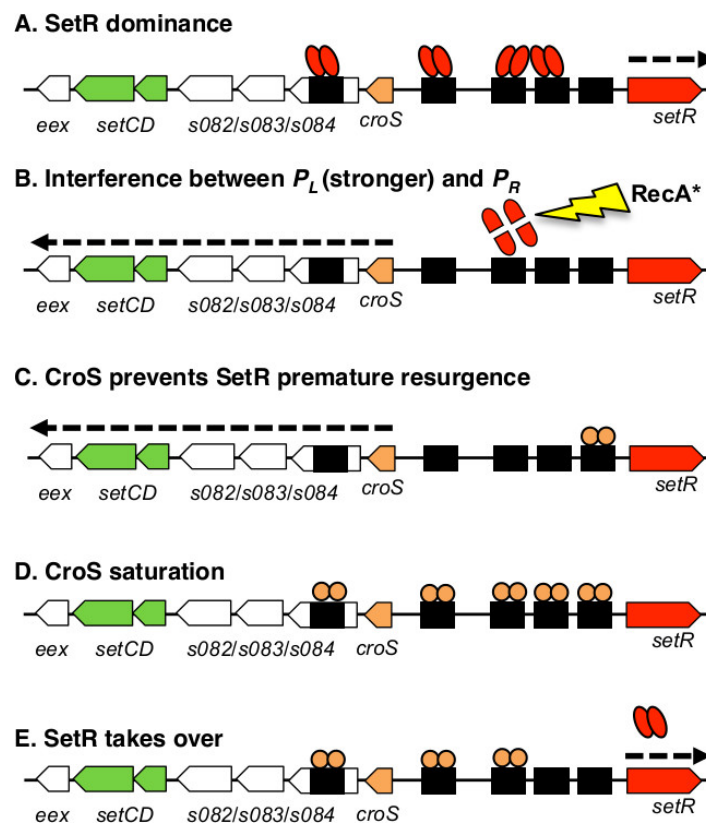 A. SetR dominance
eex setCD s082/s083/s084 croS setR
B. Interference between PL (stronger) and PR
RecA*
eex setCD s082/s083/s084 croS setR
C. CroS prevents SetR premature resurgence
eex setCD s082/s083/s084 croS setR
D. CroS saturation
eex setCD s082/s083/s084 croS setR
E. SetR takes over
eex setCD s082/s083/s084 croS setR